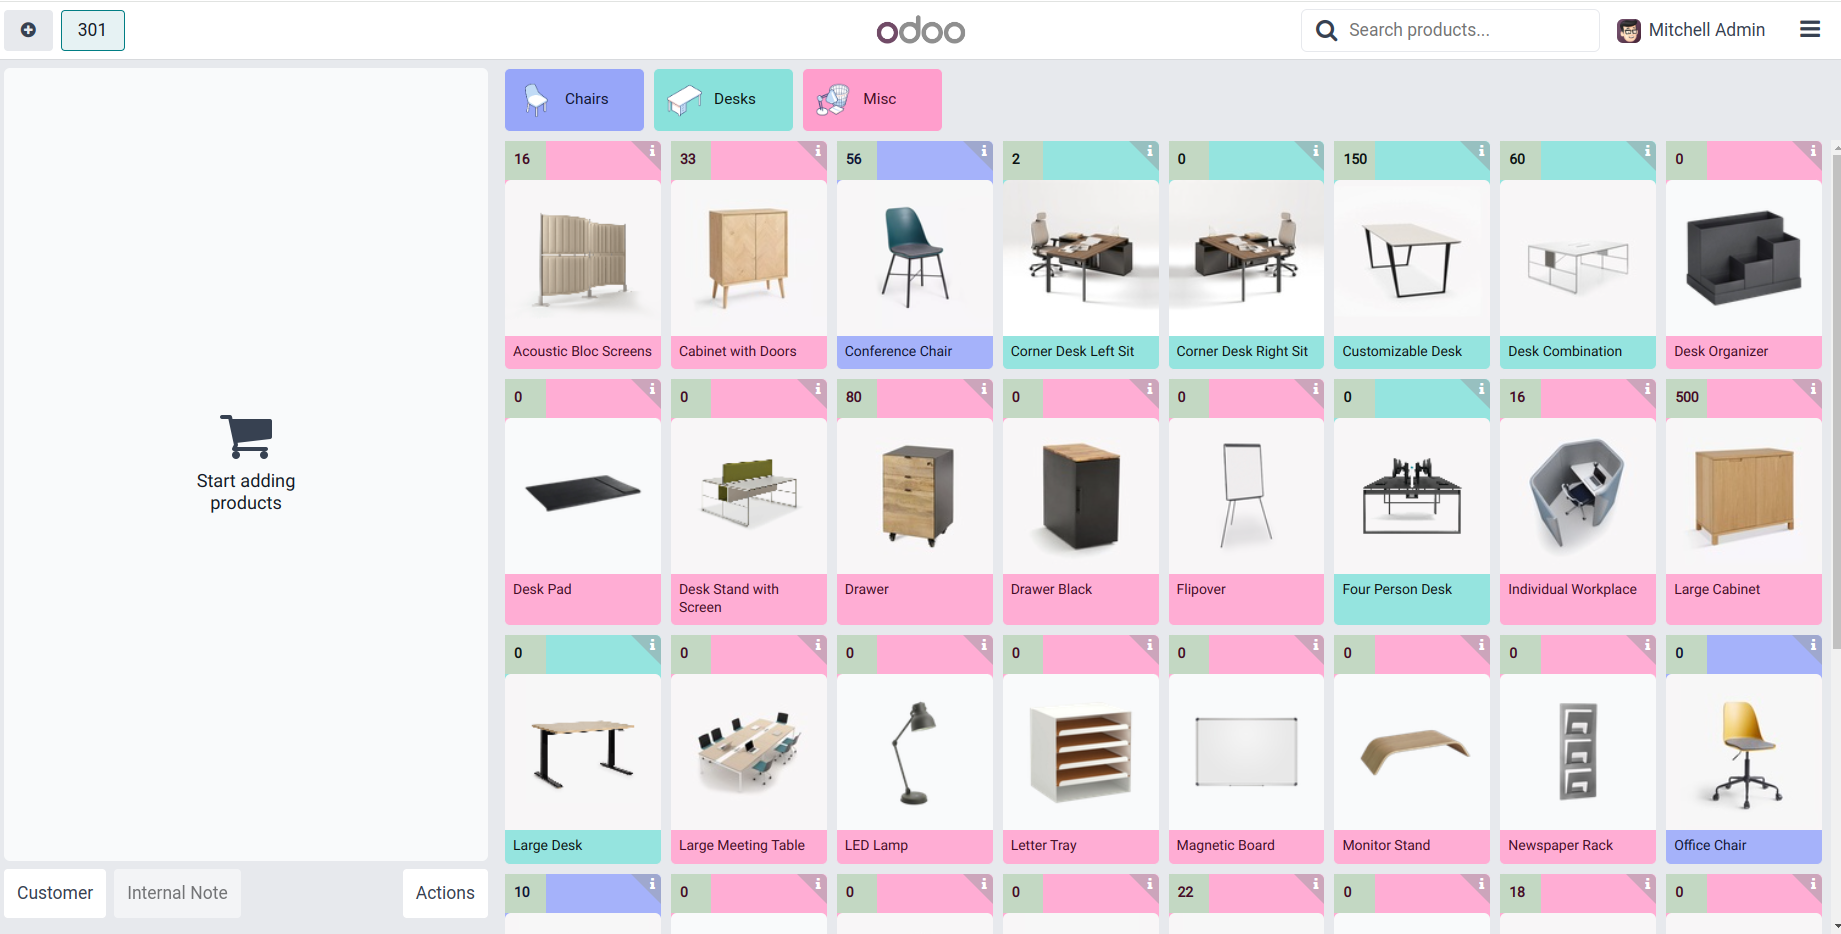 301
odoo
Search products...
Mitchell Admin
Chairs
Desks
Misc
16
33
56
2
0
150
60
0
Acoustic Bloc Screens
Cabinet with Doors
Conference Chair
Corner Desk Left Sit
Corner Desk Right Sit
Customizable Desk
Desk Combination
Desk Organizer
0
0
80
0
0
0
16
500
Desk Pad
Desk Stand with
Screen
Drawer
Drawer Black
Flipover
Four Person Desk
Individual Workplace
Large Cabinet
Start adding
products
0
0
0
0
0
0
0
0
Large Desk
Large Meeting Table
LED Lamp
Letter Tray
Magnetic Board
Monitor Stand
Newspaper Rack
Office Chair
10
0
0
0
22
0
18
0
Customer
Internal Note
Actions